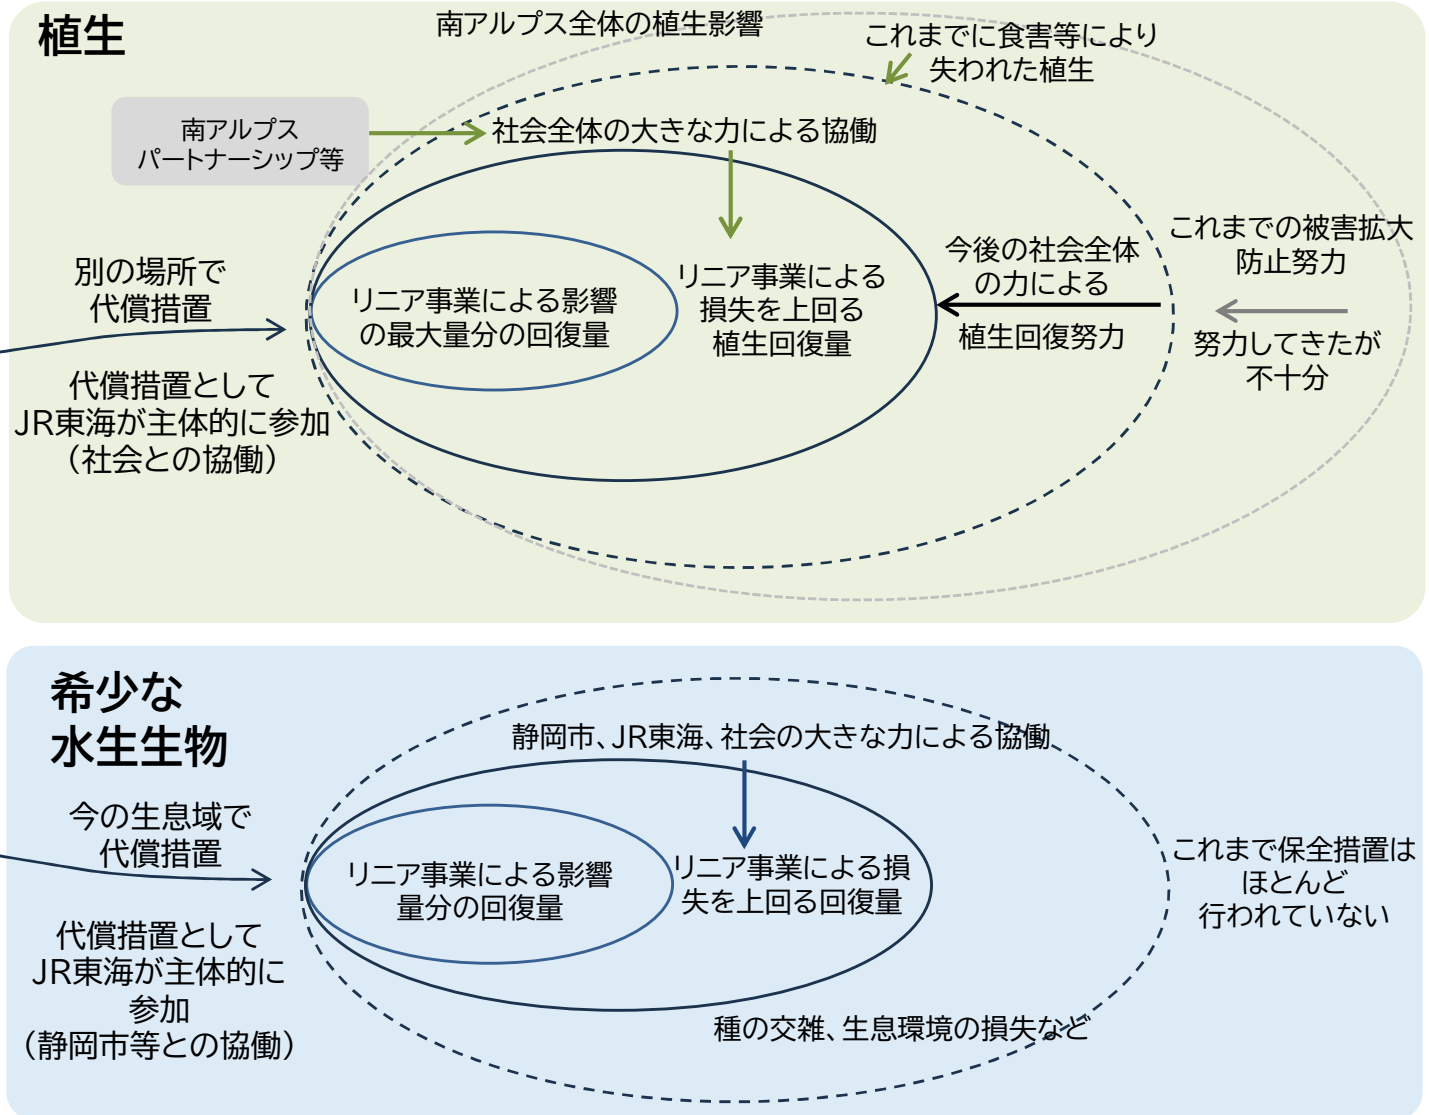 植生
南アルプス全体の植生影響
これまでに食害等により
失われた植生
南アルプス
パートナーシップ等
社会全体の大きな力による協働
別の場所で
代償措置
代償措置として
JR東海が主体的に参加
（社会との協働）
リニア事業による影響
の最大量分の回復量
リニア事業による
損失を上回る
植生回復量
今後の社会全体
の力による
植生回復努力
これまでの被害拡大
防止努力
努力してきたが
不十分
希少な
水生生物
静岡市、JR東海、社会の大きな力による協働
今の生息域で
代償措置
代償措置として
JR東海が主体的に
参加
（静岡市等との協働）
リニア事業による影響
量分の回復量
リニア事業による損
失を上回る回復量
これまで保全措置は
ほとんど
行われていない
種の交雑、生息環境の損失など